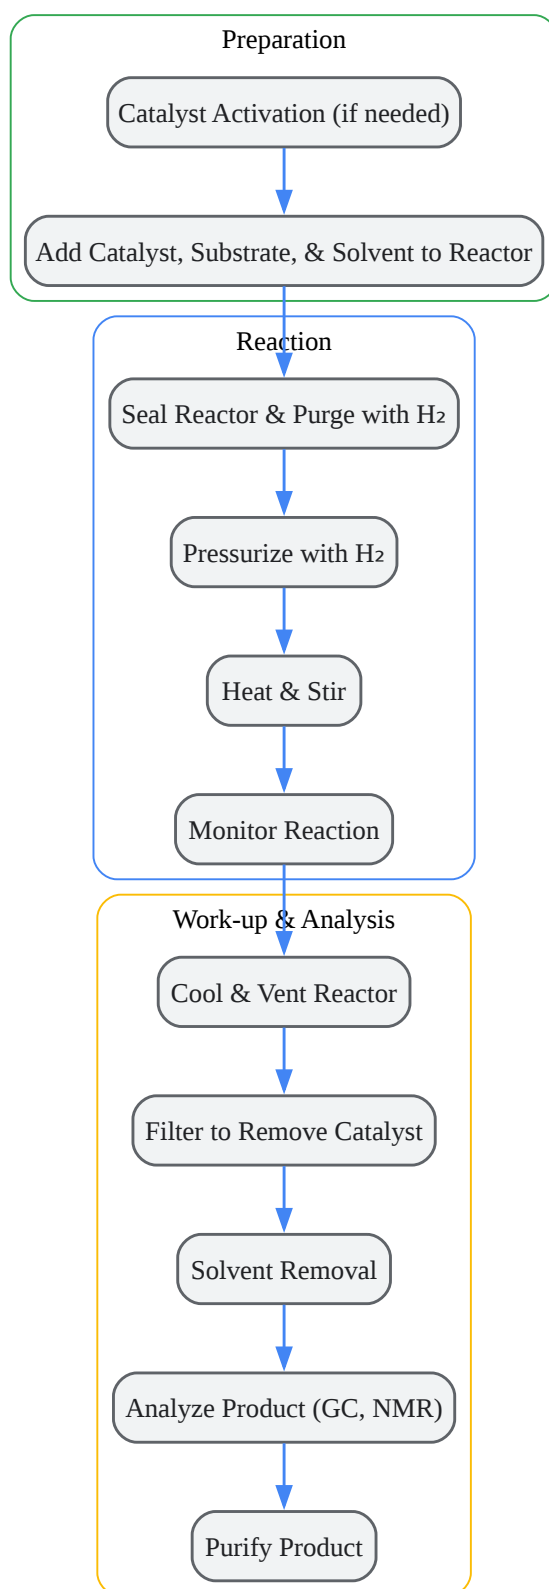 Preparation
Catalyst Activation (if needed)
Add Catalyst, Substrate, & Solvent to Reactor
Reaction
Seal Reactor & Purge with H₂
Pressurize with H₂
Heat & Stir
Monitor Reaction
Work-up & Analysis
Cool & Vent Reactor
Filter to Remove Catalyst
Solvent Removal
Analyze Product (GC, NMR)
Purify Product